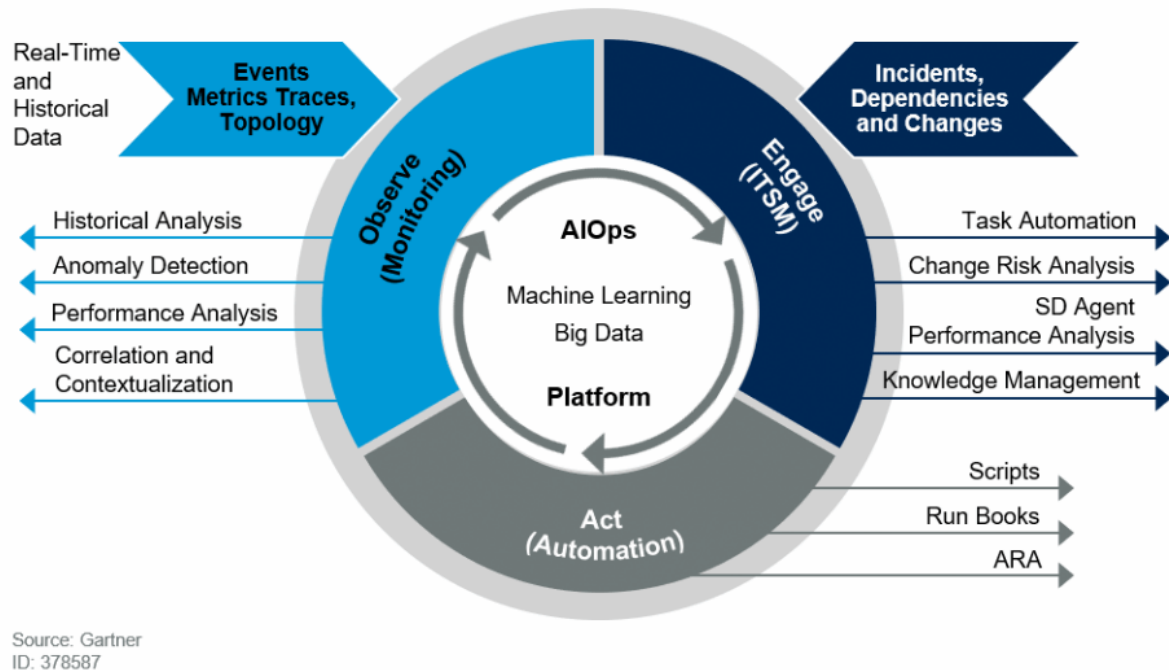 Real-Time
and
Historical
Data
Events
Metrics Traces,
Topology
Incidents,
Dependencies
and Changes
Observe
(Monitoring)
Engage
(ITSM)
Historical Analysis
Anomaly Detection
Performance Analysis
Correlation and
Contextualization
AIOps
Machine Learning
Big Data
Platform
Task Automation
Change Risk Analysis
SD Agent
Performance Analysis
Knowledge Management
Act
(Automation)
Scripts
Run Books
ARA
Source: Gartner
ID: 378587